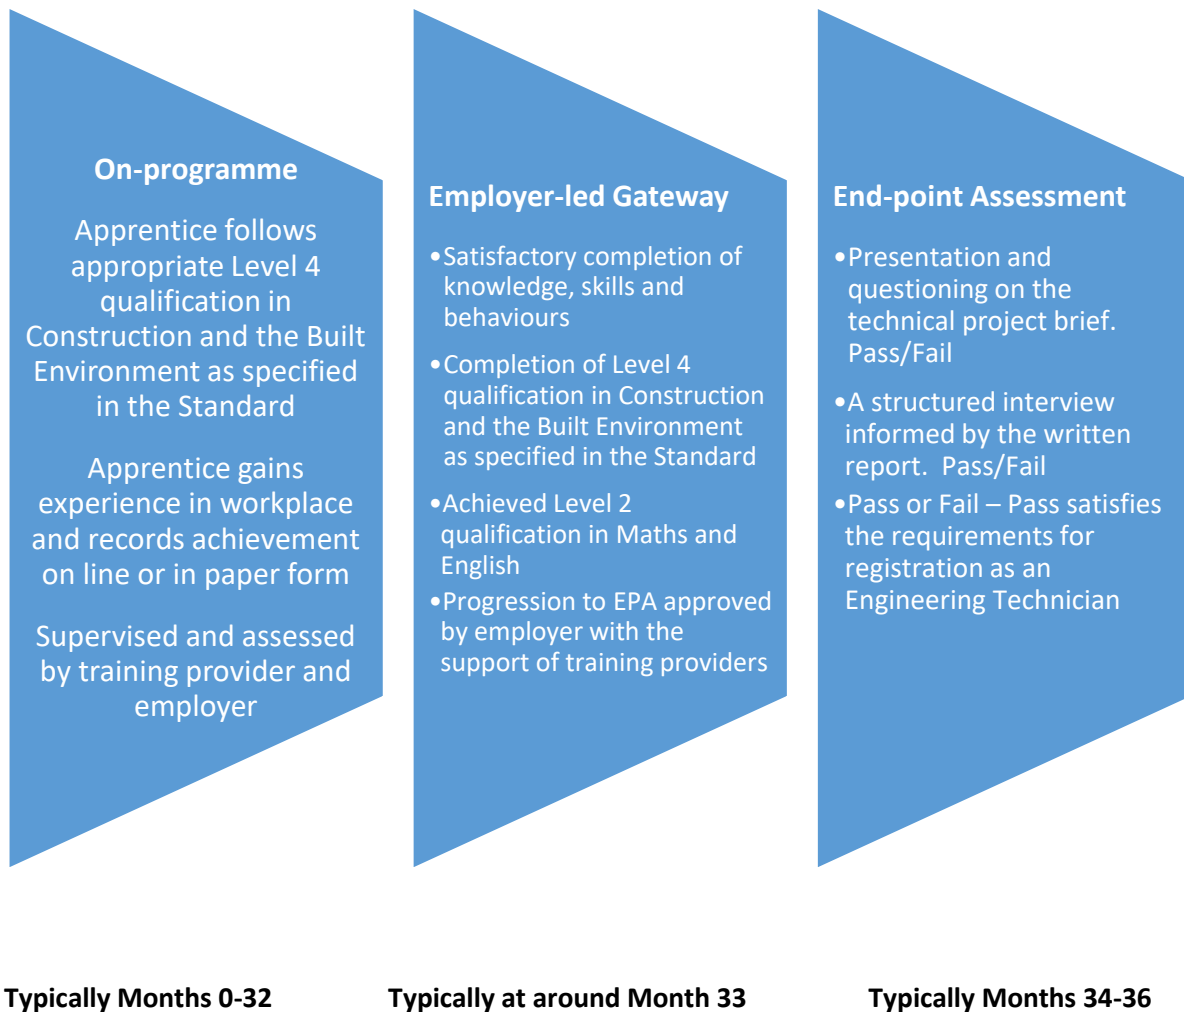 On-programme
Apprentice follows
appropriate Level 4
qualification in
Construction and the Built
Environment as specified
in the Standard
Apprentice gains
experience in workplace
and records achievement
on line or in paper form
Supervised and assessed
by training provider and
employer
Employer-led Gateway
•Satisfactory completion of
knowledge, skills and
behaviours
•Completion of Level 4
qualification in Construction
and the Built Environment
as specified in the Standard
•Achieved Level 2
qualification in Maths and
English
•Progression to EPA approved
by employer with the
support of training providers
End-point Assessment
•Presentation and
questioning on the
technical project brief.
Pass/Fail
•A structured interview
informed by the written
report.  Pass/Fail
•Pass or Fail – Pass satisfies
the requirements for
registration as an
Engineering Technician
Typically Months 0-32
Typically at around Month 33
Typically Months 34-36